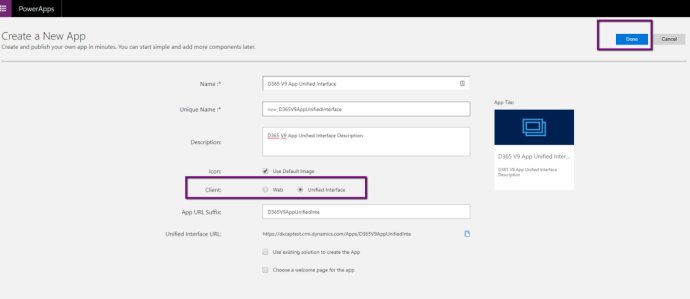 PowerApps
Create a New App
Create and publish your own app in minutes. You can start simple and add more components later.
Done
Cancel
Name :*
D365 V9 App Unified Interface
Unique Name :*
new_D365V9AppUnifiedInterface
Description:
D365 V9 App Unified Interface Description
Icon:
Use Default Image
Client:
Web
Unified Interface
App URL Suffix:
D365V9AppUnifiedInte
Unified Interface URL:
https://dxcaptest.crm.dynamics.com/Apps/D365V9AppUnifiedInte
Use existing solution to create the App
Choose a welcome page for the app
App Tile:
D365 V9 App Unified Inter...
D365 V9 App Unified Interface
Description